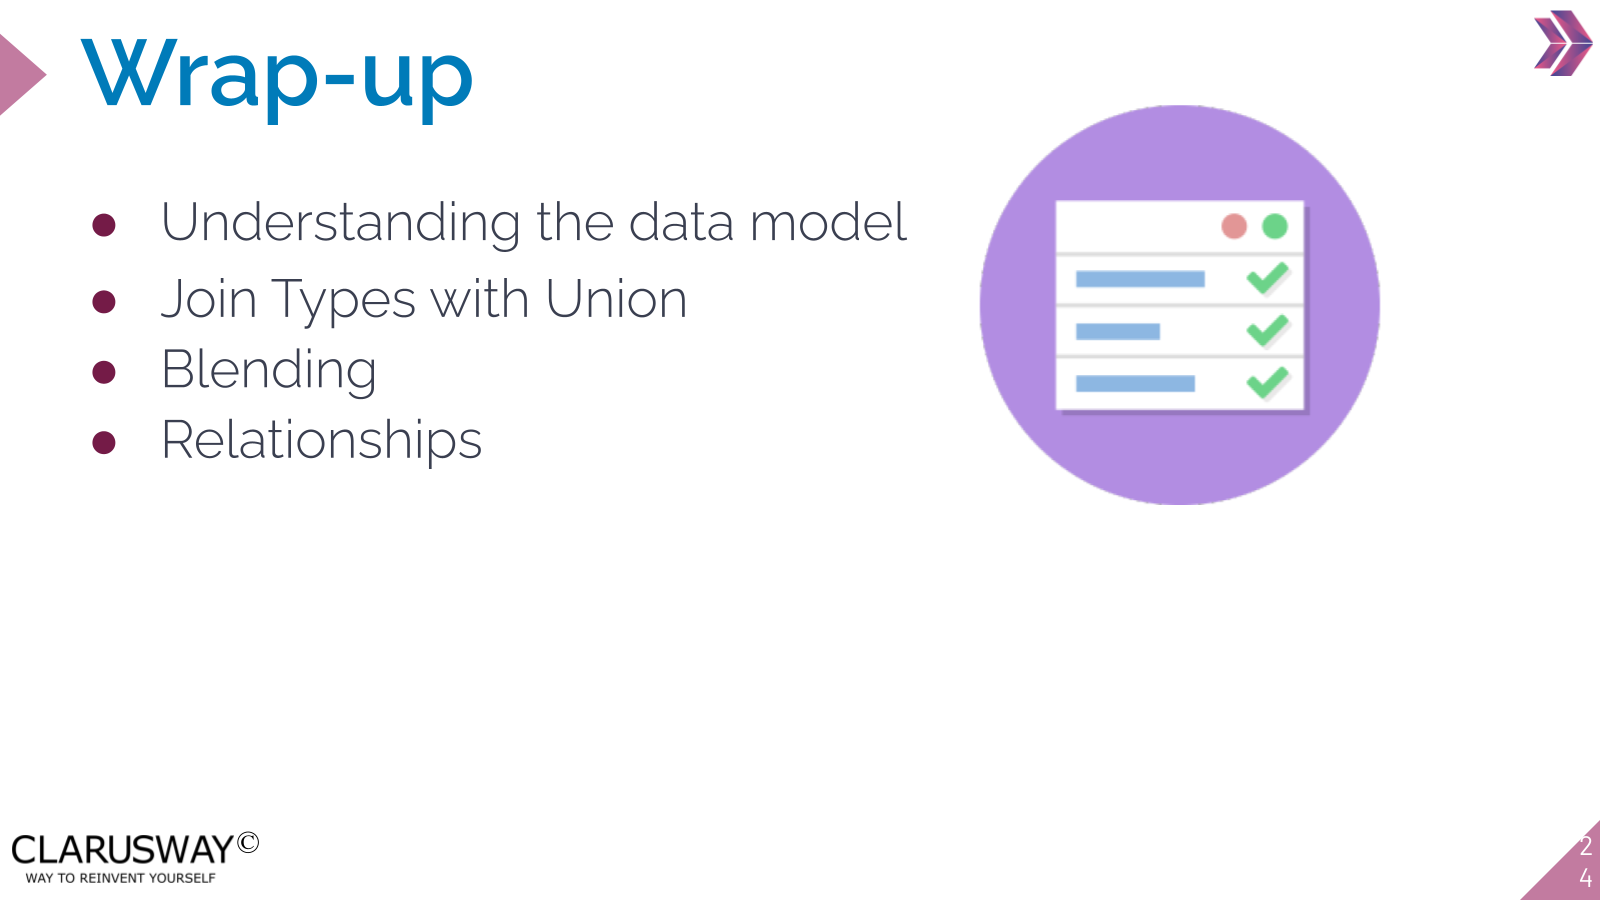 Wrap-up
● Understanding the data model
● Join Types with Union
● Blending
● Relationships
CLARUSWAY©
WAY TO REINVENT YOURSELF
2
4